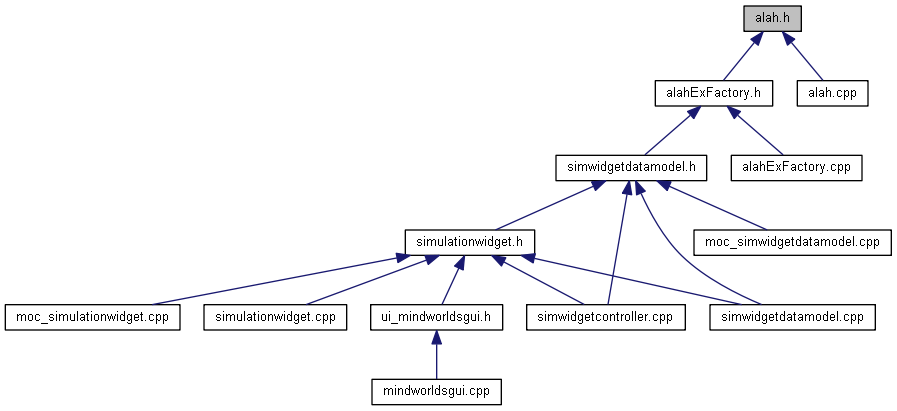 alah.h
alahExFactory.h
alah.cpp
simwidgetdatamodel.h
alahExFactory.cpp
simulationwidget.h
moc_simwidgetdatamodel.cpp
moc_simulationwidget.cpp
simulationwidget.cpp
ui_mindworldsgui.h
simwidgetcontroller.cpp
simwidgetdatamodel.cpp
mindworldsgui.cpp